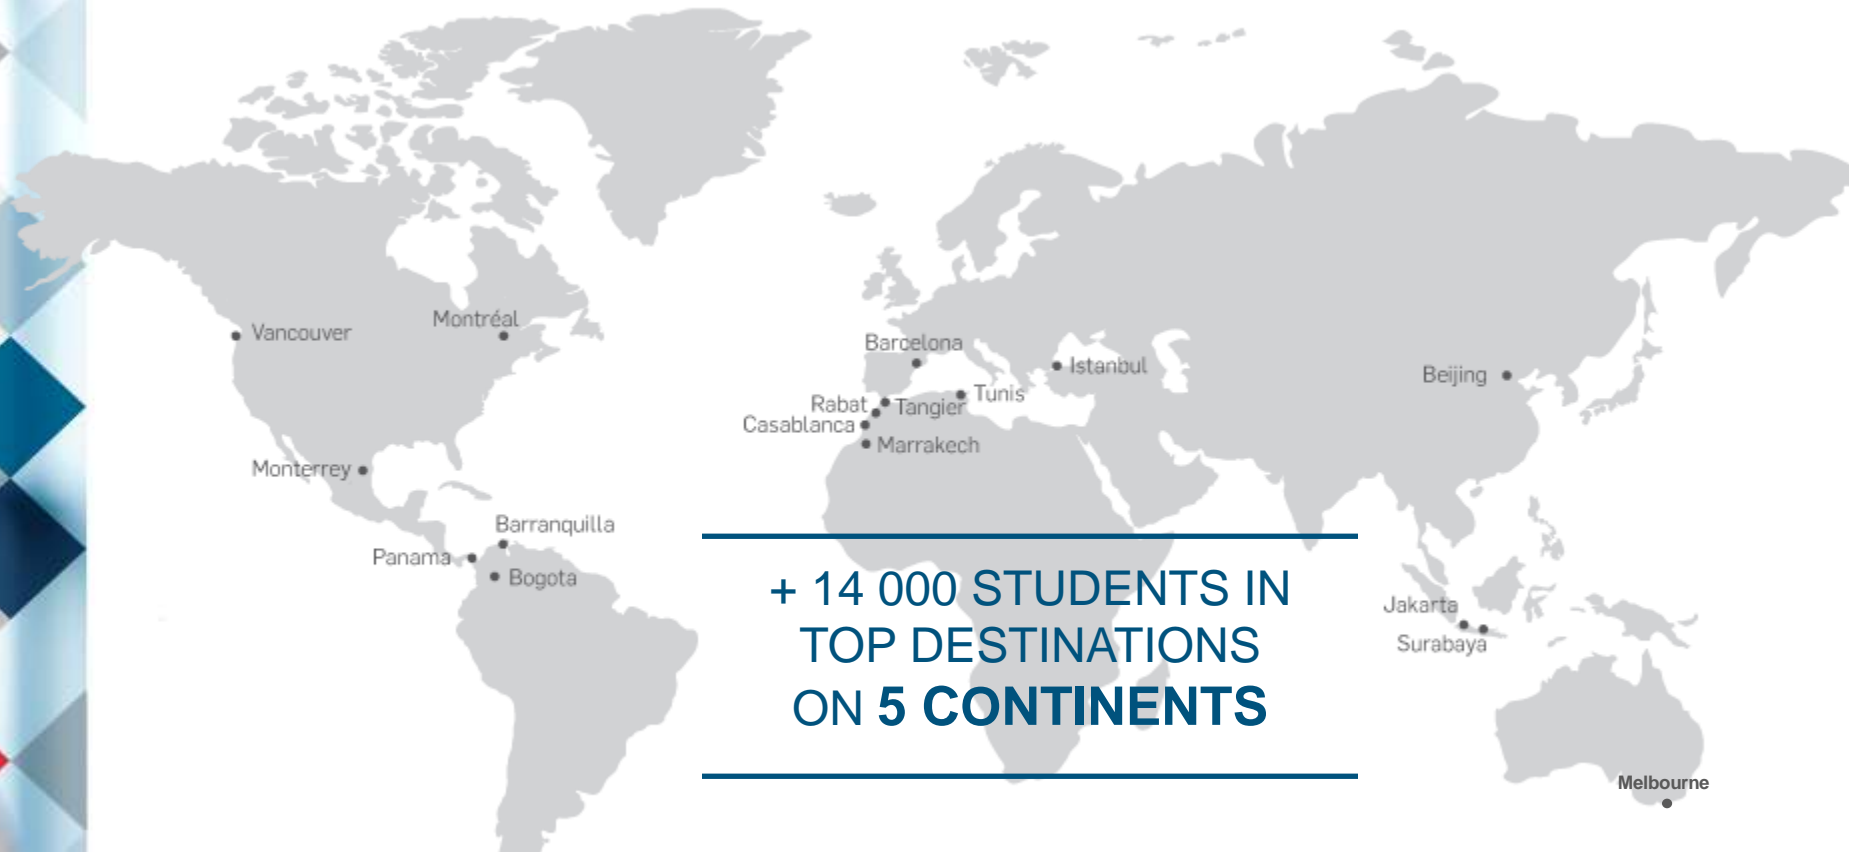 Montréal
Vancouver
Barcelona
Istanbul
Beijing
Tunis
Rabat
Tangier
Casablanca
Marrakech
Monterrey
Barranquilla
Panama
Bogota
+ 14 000 STUDENTS IN
TOP DESTINATIONS
ON 5 CONTINENTS
Jakarta
Surabaya
Melbourne